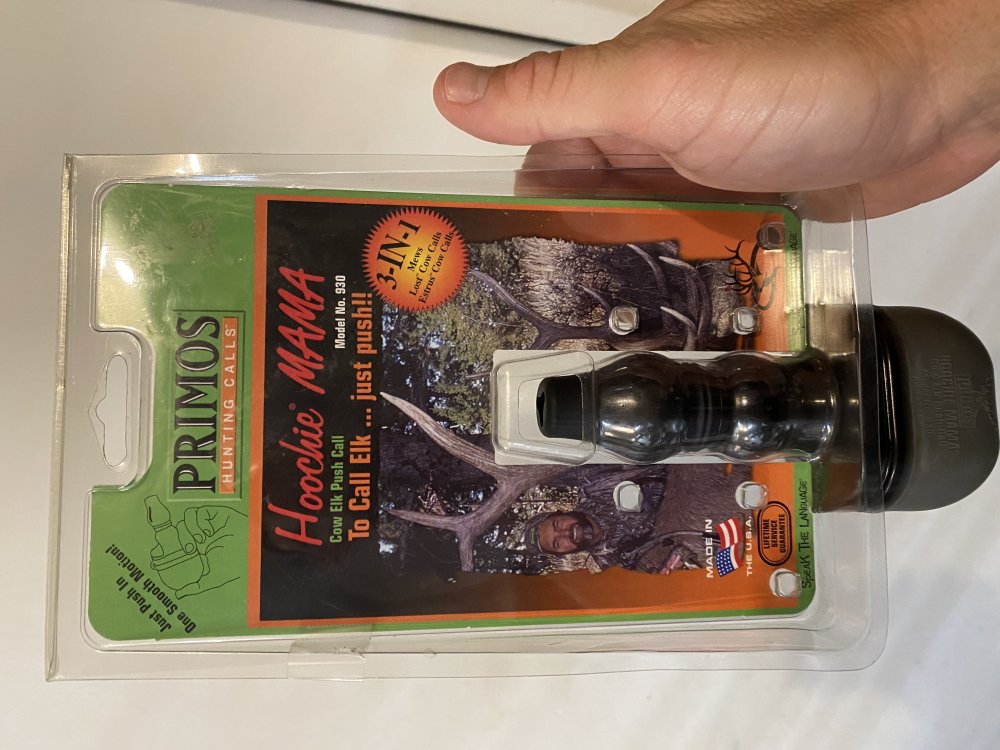 PRIMOS
HUNTING CALLS™
Just Push In
One Smooth Motion!
Hoochie® MAMA
Cow Elk Push Call
Model No. 930
To Call Elk ... just push!!
3-IN-1
Mews
Lost Cow Calls
Estrus Cow Calls
MADE IN
THE U.S.A.
LIFETIME
SERVICE
GUARANTEE
SPEAK THE LANGUAGE™